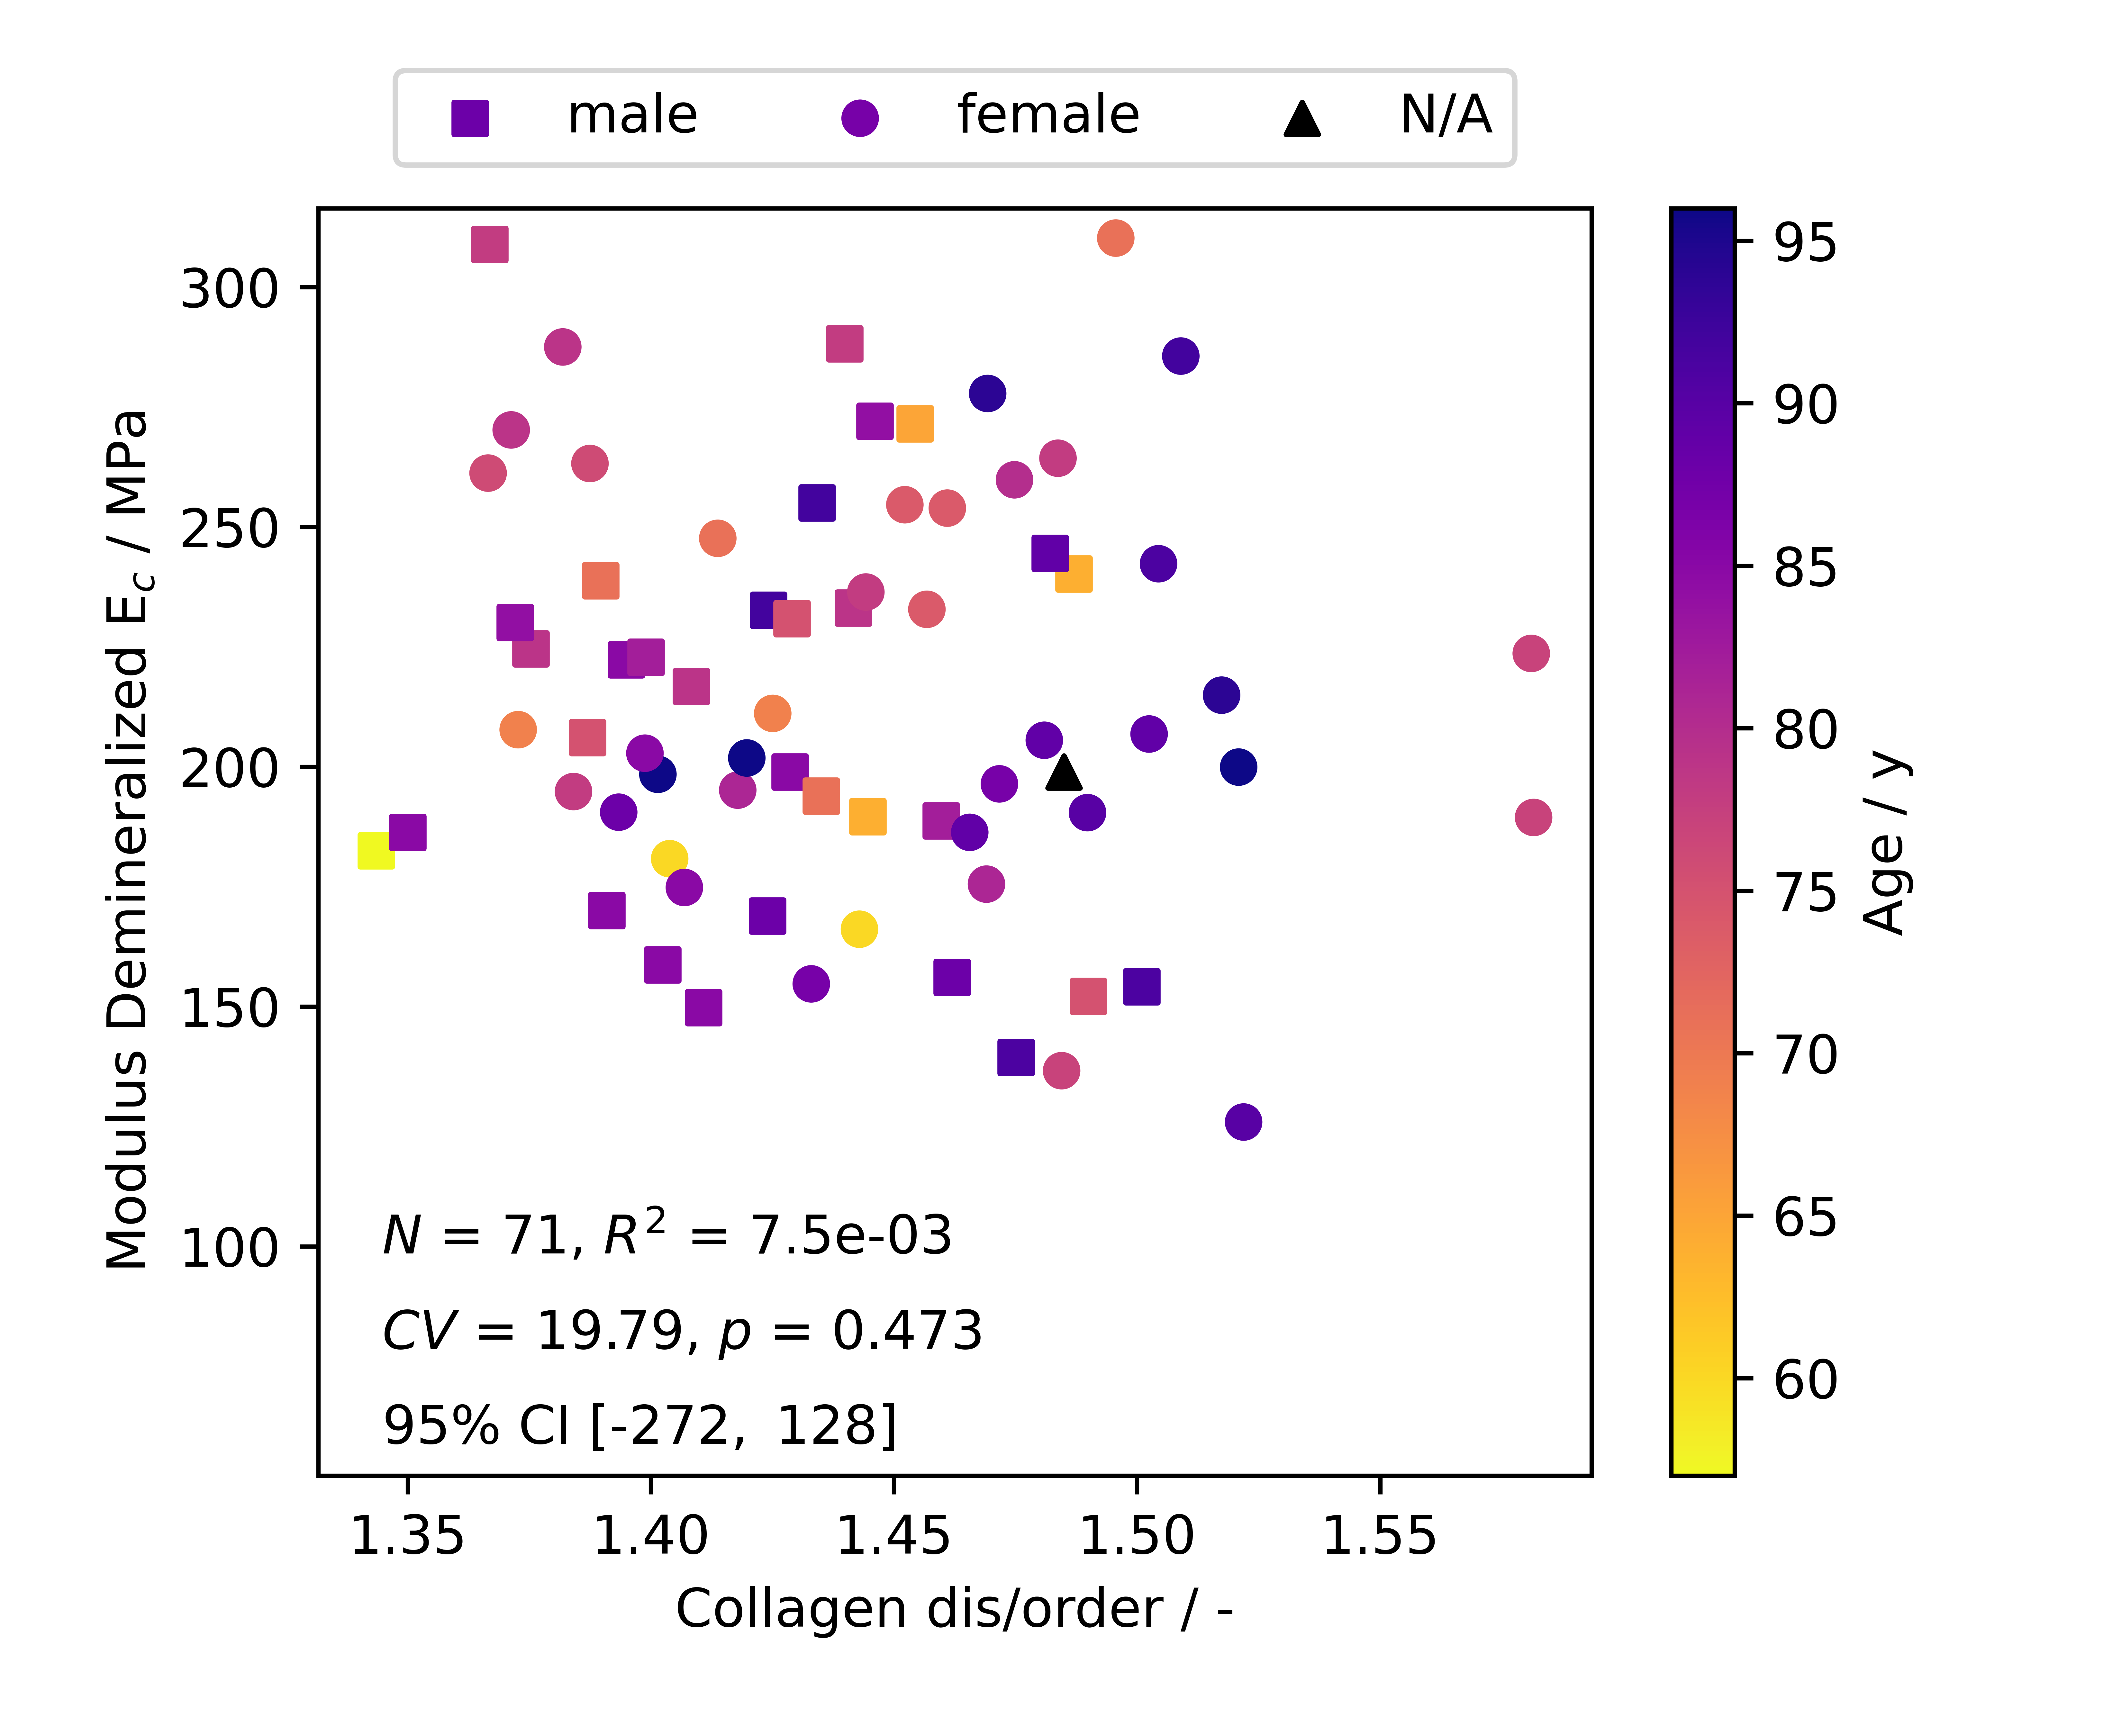 male female N/A
300
250
200
150
100
Modulus Demineralized E_c / MPa
N = 71, R² = 7.5e-03
CV = 19.79, p = 0.473
95% CI [-272, 128]
1.35 1.40 1.45 1.50 1.55
Collagen dis/order / -
95
90
85
80
75
70
65
60
Age / y